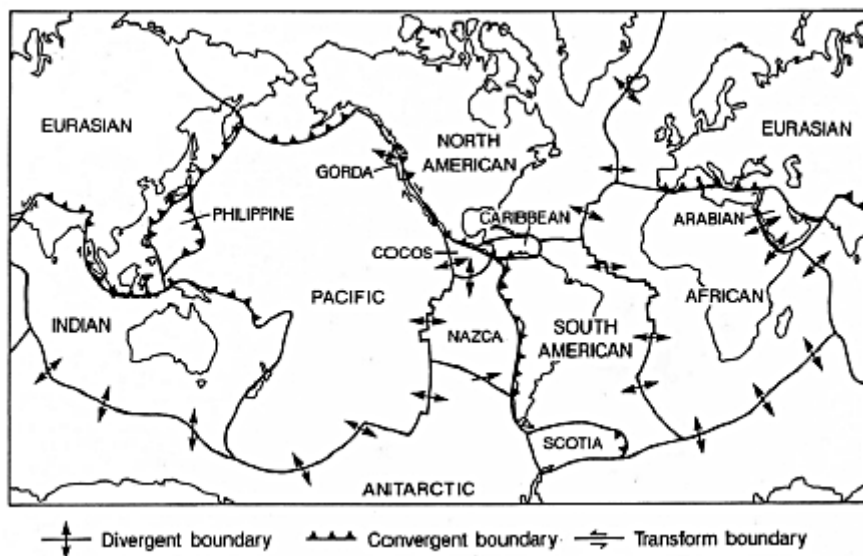 EURASIAN
NORTH
AMERICAN
EURASIAN
GORDA
PHILIPPINE
CARIBBEAN
ARABIAN
COCOS
PACIFIC
AFRICAN
INDIAN
NAZCA
SOUTH
AMERICAN
SCOTIA
ANITARCTIC
Divergent boundary
Convergent boundary
Transform boundary